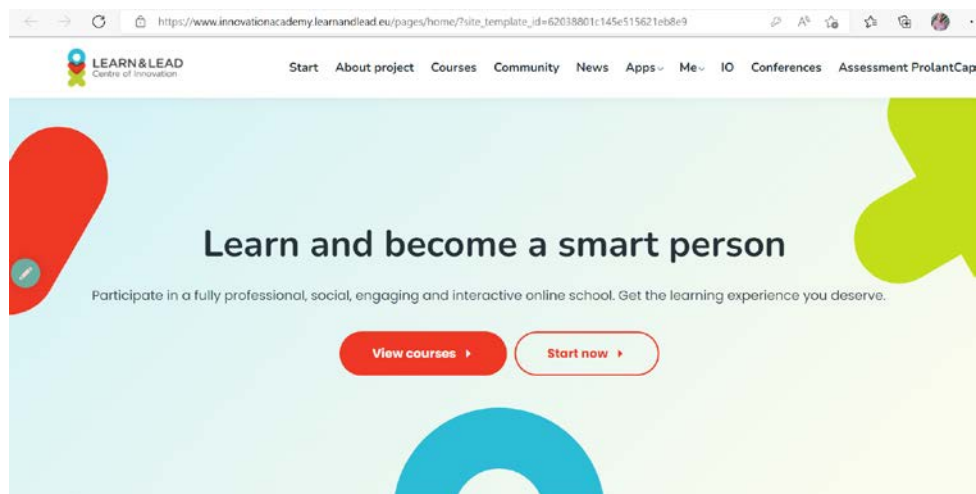 https://www.innovationacademy.learnandlead.eu/pages/home/?site_template_id=62038801c145e515621eb8e9
LEARN&LEAD
Centre of Innovation
Start About project Courses Community News Apps Me IO Conferences Assessment ProlantCap
Learn and become a smart person
Participate in a fully professional, social, engaging and interactive online school. Get the learning experience you deserve.
View courses Start now